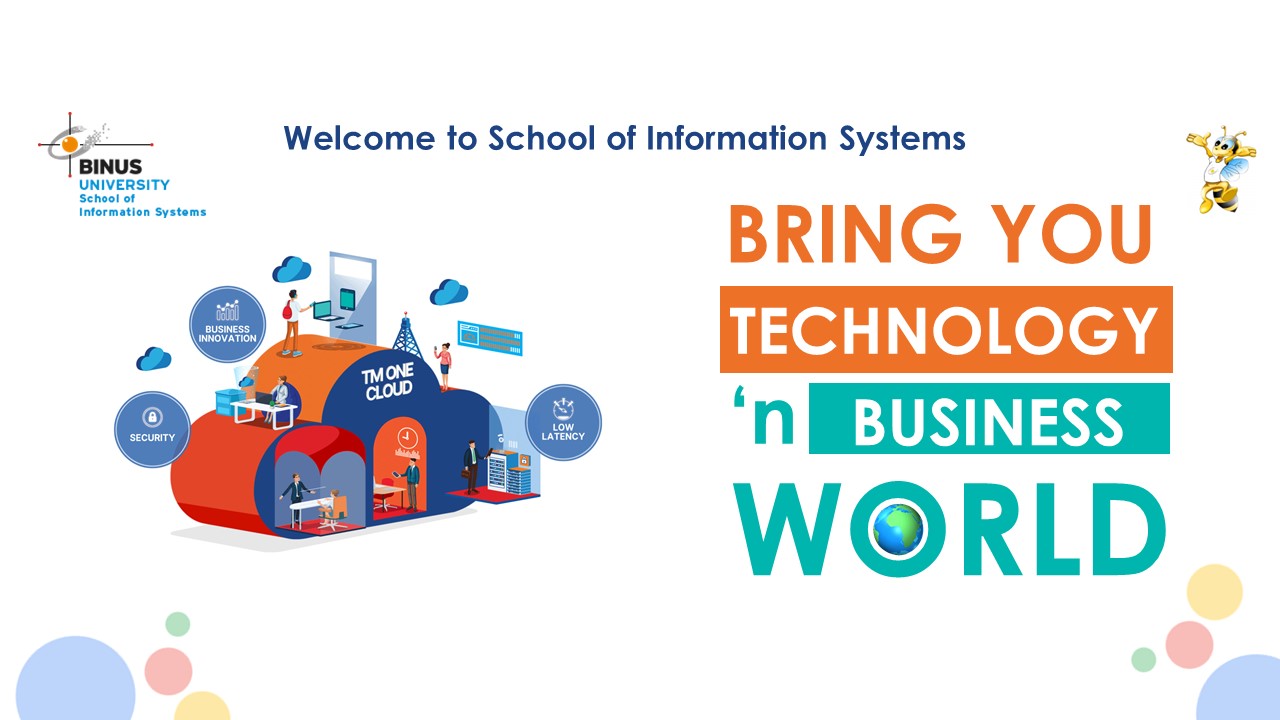 Welcome to School of Information Systems
BINUS
UNIVERSITY
School of
Information Systems
BRING YOU
TECHNOLOGY
‘n BUSINESS
WORLD
BUSINESS
INNOVATION
TM ONE
CLOUD
SECURITY
LOW
LATENCY